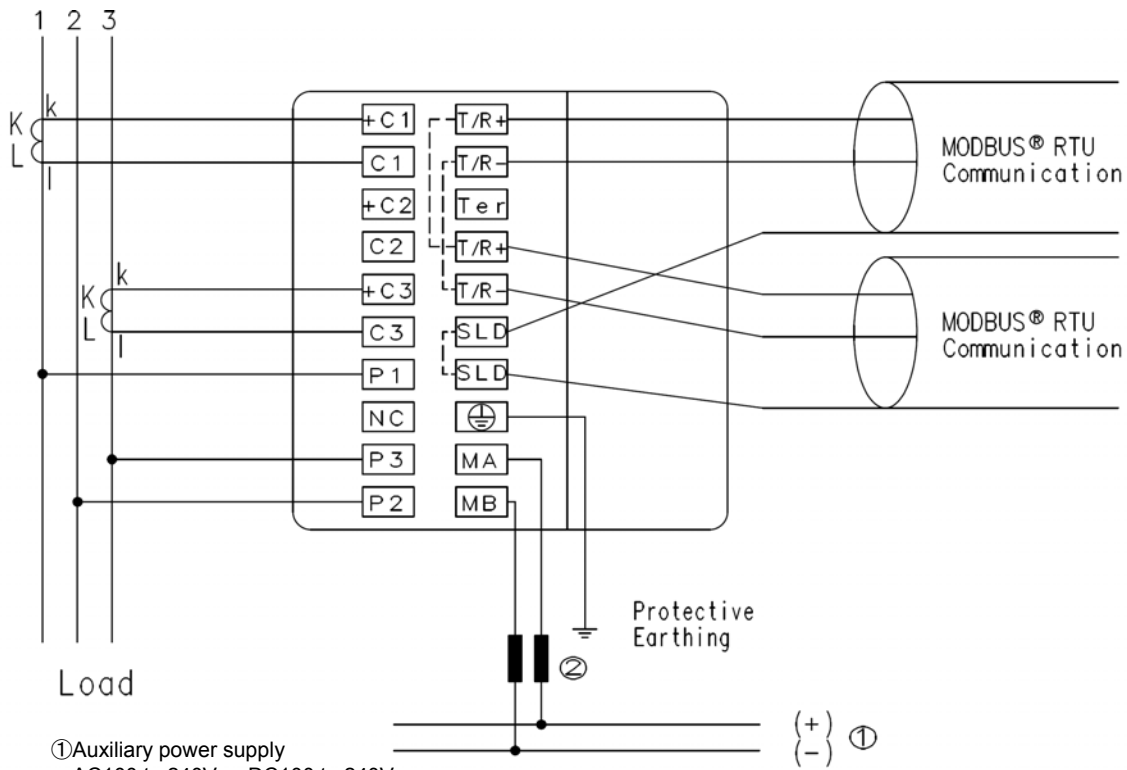 1 2 3
K k
L l
K k
L l
+C1 T/R+
C1 T/R-
+C2 Ter
C2 T/R+
+C3 T/R-
C3 SLD
P1 SLD
NC
P3 MA
P2 MB
MODBUS® RTU
Communication
MODBUS® RTU
Communication
Protective
Earthing
②
Load
(+)
(-) ①
①Auxiliary power supply